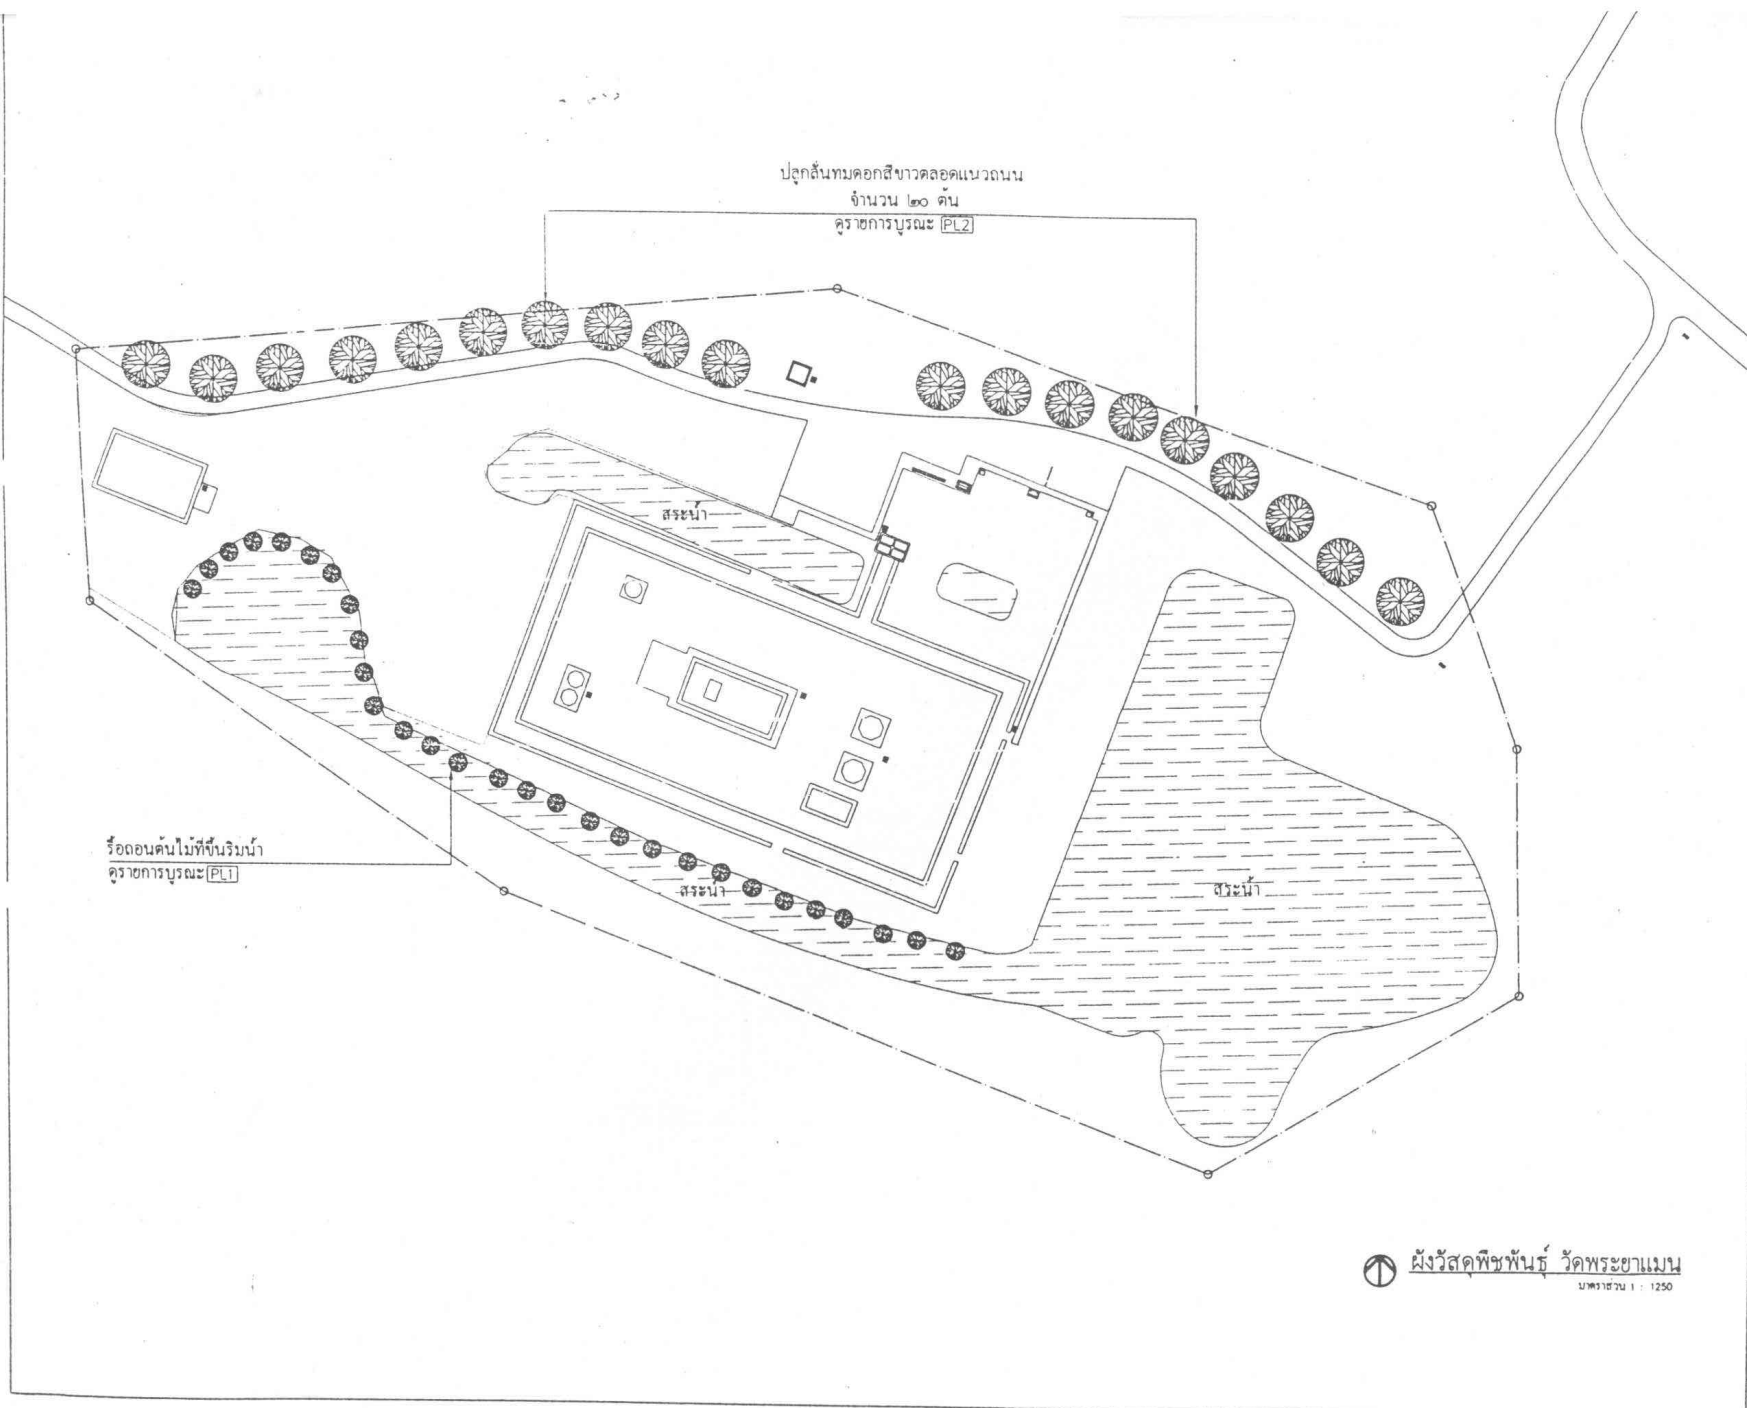 ปลูกลั่นทมดอกสีขาวตลอดแนวถนน
จำนวน ๒๐ ต้น
ดูรายการบูรณะ PL2
สระน้ำ
รื้อถอนต้นไม้ที่ขึ้นริมน้ำ
ดูรายการบูรณะ PL1
สระน้ำ
สระน้ำ
ผังวัสดุพืชพันธุ์ วัดพระยาแมน
มาตราส่วน 1 : 1250